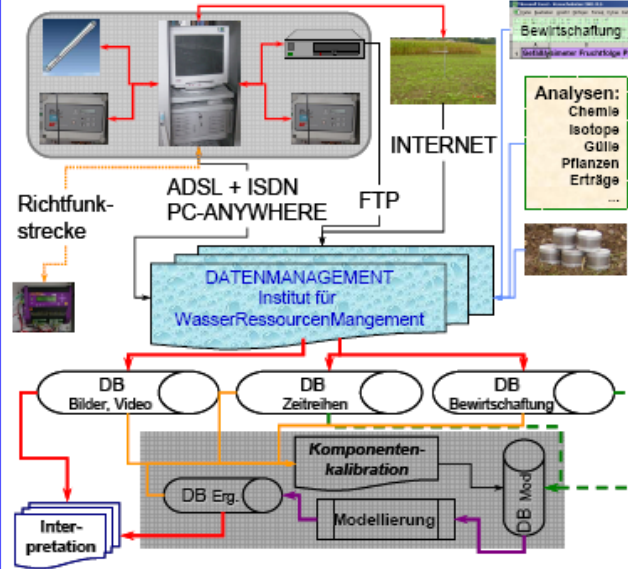 Bewirtschaftung
Analysen:
Chemie
Isotope
Gülle
Pflanzen
Erträge
....
INTERNET
ADSL + ISDN
PC-ANYWHERE
FTP
Richtfunk-
strecke
DATENMANAGEMENT
Institut für
WasserRessourcenMangement
DB
Bilder, Video
DB
Zeitreihen
DB
Bewirtschaftung
Komponenten-
kalibration
DB Mod
DB Erg.
Modellierung
Inter-
pretation